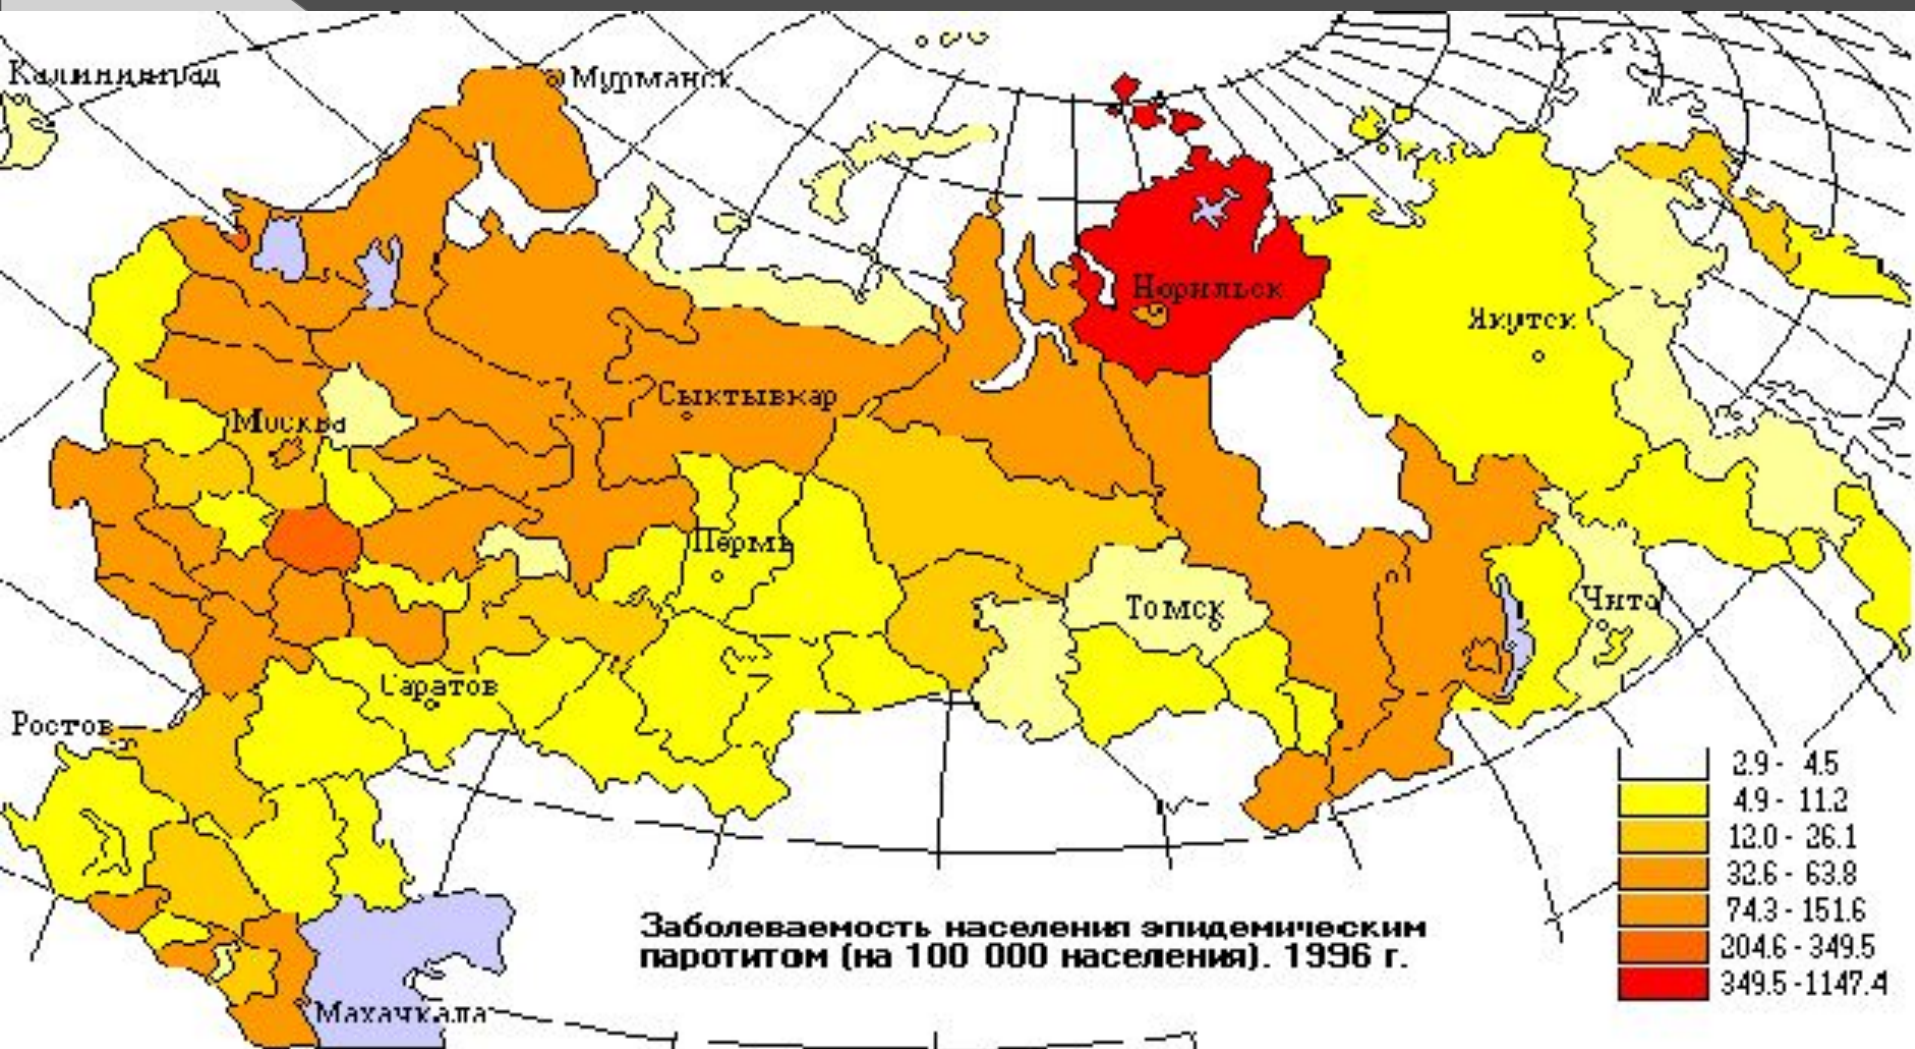 Калининград
Мурманск
Норильск
Якутск
Сыктывкар
Москва
Пермь
Томск
Чита
Саратов
Ростов
2.9 - 4.5
4.9 - 11.2
12.0 - 26.1
32.6 - 63.8
74.3 - 151.6
204.6 - 349.5
349.5 -1147.4
Заболеваемость населения эпидемическим
паротитом (на 100 000 населения). 1996 г.
Махачкала